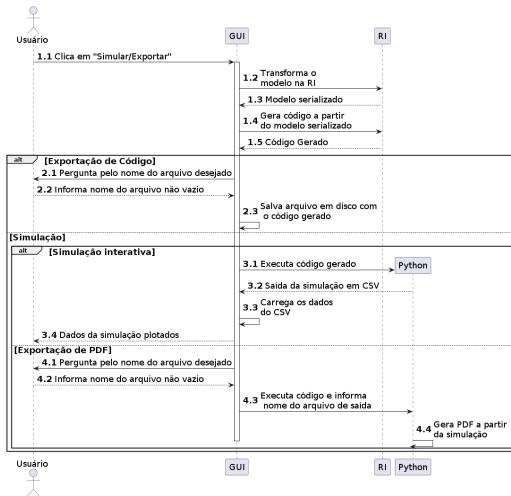 Usuário
GUI
RI
1.1 Clica em "Simular/Exportar"
1.2 Transforma o
modelo na RI
1.3 Modelo serializado
1.4 Gera código a partir
do modelo serializado
1.5 Código Gerado
alt [Exportação de Código]
2.1 Pergunta pelo nome do arquivo desejado
2.2 Informa nome do arquivo não vazio
2.3 Salva arquivo em disco com
o código gerado
[Simulação]
alt [Simulação interativa]
3.1 Executa código gerado
Python
3.2 Saída da simulação em CSV
3.3 Carrega os dados
do CSV
3.4 Dados da simulação plotados
[Exportação de PDF]
4.1 Pergunta pelo nome do arquivo desejado
4.2 Informa nome do arquivo não vazio
4.3 Executa código e informa
nome do arquivo de saída
4.4 Gera PDF a partir
da simulação
Usuário
GUI
RI
Python